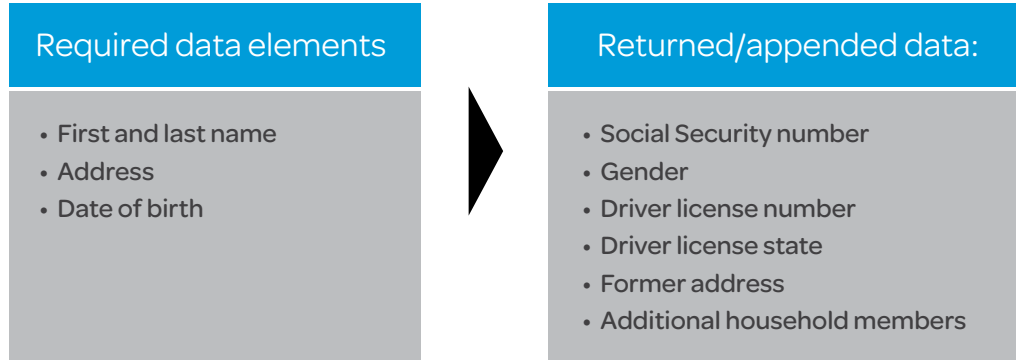 Required data elements
• First and last name
• Address
• Date of birth
Returned/appended data:
• Social Security number
• Gender
• Driver license number
• Driver license state
• Former address
• Additional household members